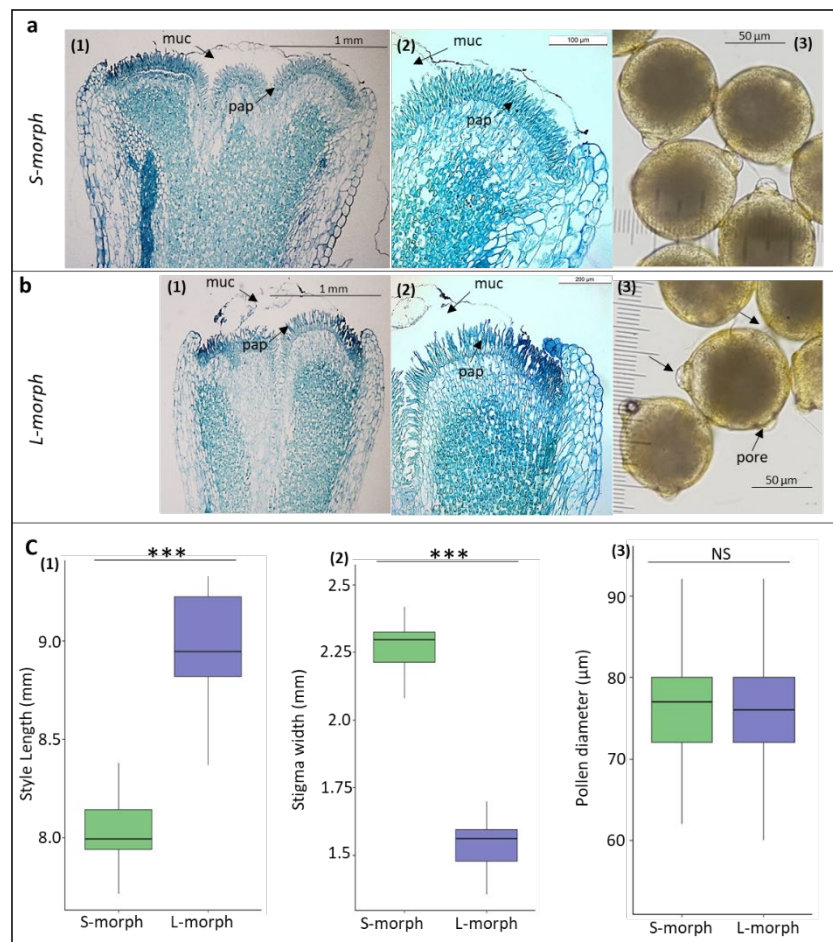 a
S-morph
(1)
muc
1 mm
pap
(2)
muc
100 µm
pap
50 µm
(3)
b
L-morph
(1)
muc
1 mm
pap
(2)
muc
200 µm
pap
(3)
pore
50 µm
C
(1)
***
Style Length (mm)
9.0
8.5
8.0
S-morph L-morph
(2)
***
Stigma width (mm)
2.5
2.25
2.0
1.75
1.5
S-morph L-morph
(3)
NS
Pollen diameter (µm)
90
80
70
60
S-morph L-morph